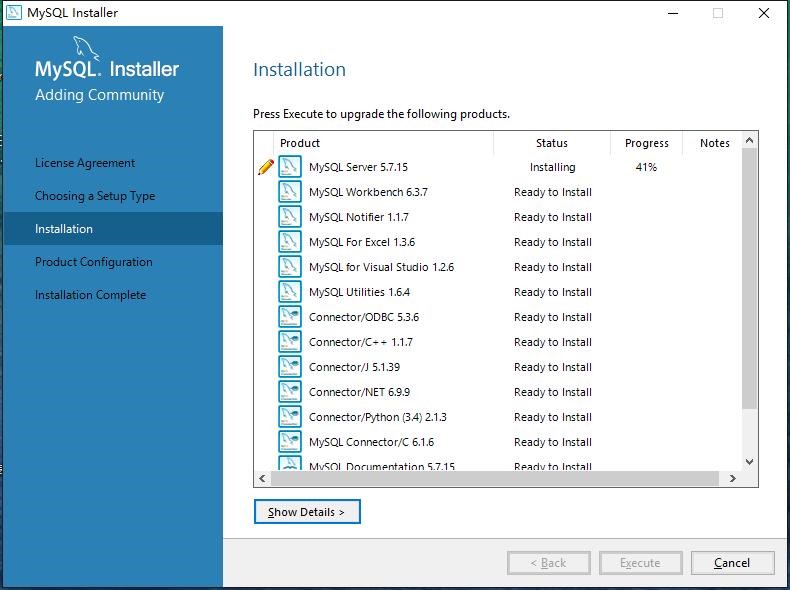 MySQL Installer
MySQL. Installer
Adding Community
License Agreement
Choosing a Setup Type
Installation
Product Configuration
Installation Complete
Installation
Press Execute to upgrade the following products.
Product Status Progress Notes
MySQL Server 5.7.15 Installing 41%
MySQL Workbench 6.3.7 Ready to Install
MySQL Notifier 1.1.7 Ready to Install
MySQL For Excel 1.3.6 Ready to Install
MySQL for Visual Studio 1.2.6 Ready to Install
MySQL Utilities 1.6.4 Ready to Install
Connector/ODBC 5.3.6 Ready to Install
Connector/C++ 1.1.7 Ready to Install
Connector/J 5.1.39 Ready to Install
Connector/NET 6.9.9 Ready to Install
Connector/Python (3.4) 2.1.3 Ready to Install
MySQL Connector/C 6.1.6 Ready to Install
MySQL Documentation 5.7.15 Ready to Install
Show Details >
< Back Execute Cancel